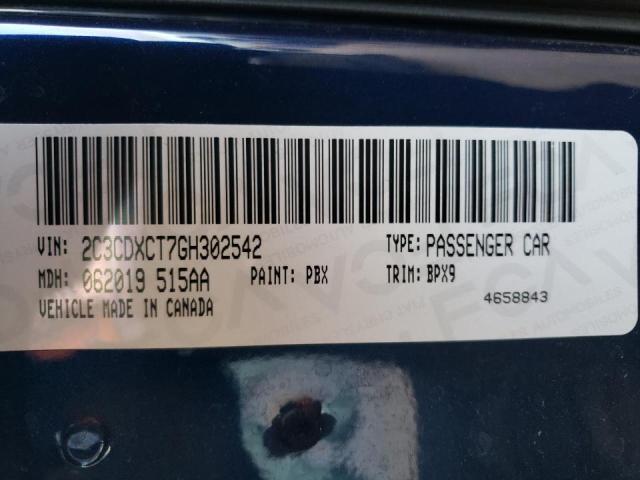 VIN: 2C3CDXCT7GH302542 TYPE: PASSENGER CAR
MDH: 062019 515AA PAINT: PBX TRIM: BPX9
VEHICLE MADE IN CANADA 4658843